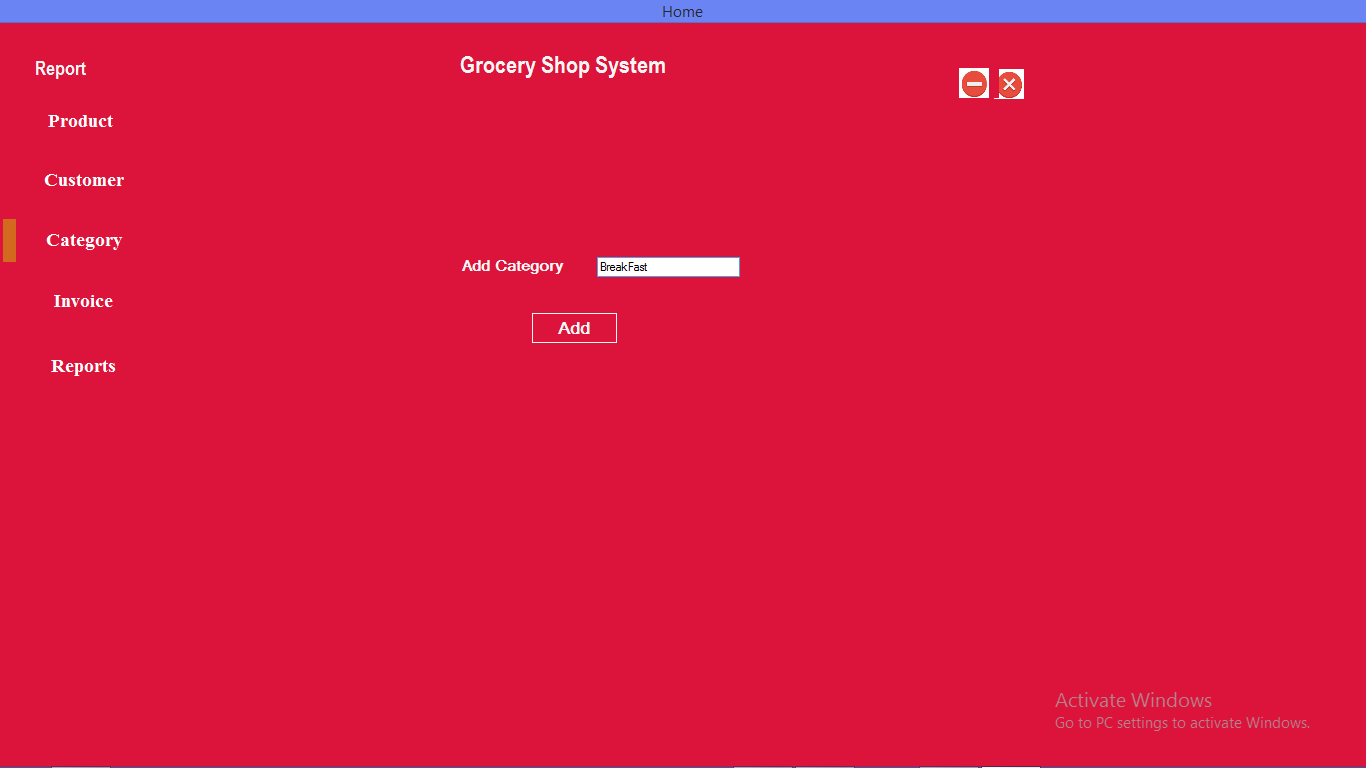 Home
Report
Grocery Shop System
Product
Customer
Category
Add Category
BreakFast
Invoice
Add
Reports
Activate Windows
Go to PC settings to activate Windows.